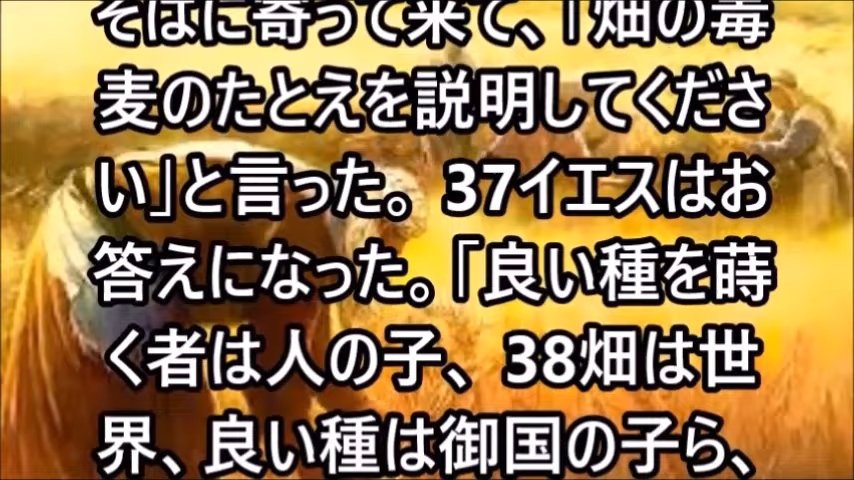 そばに寄って来て、「畑の毒
麦のたとえを説明してくださ
い」と言った。37イエスはお
答えになった。「良い種を蒔
く者は人の子、38畑は世
界、良い種は御国の子ら、